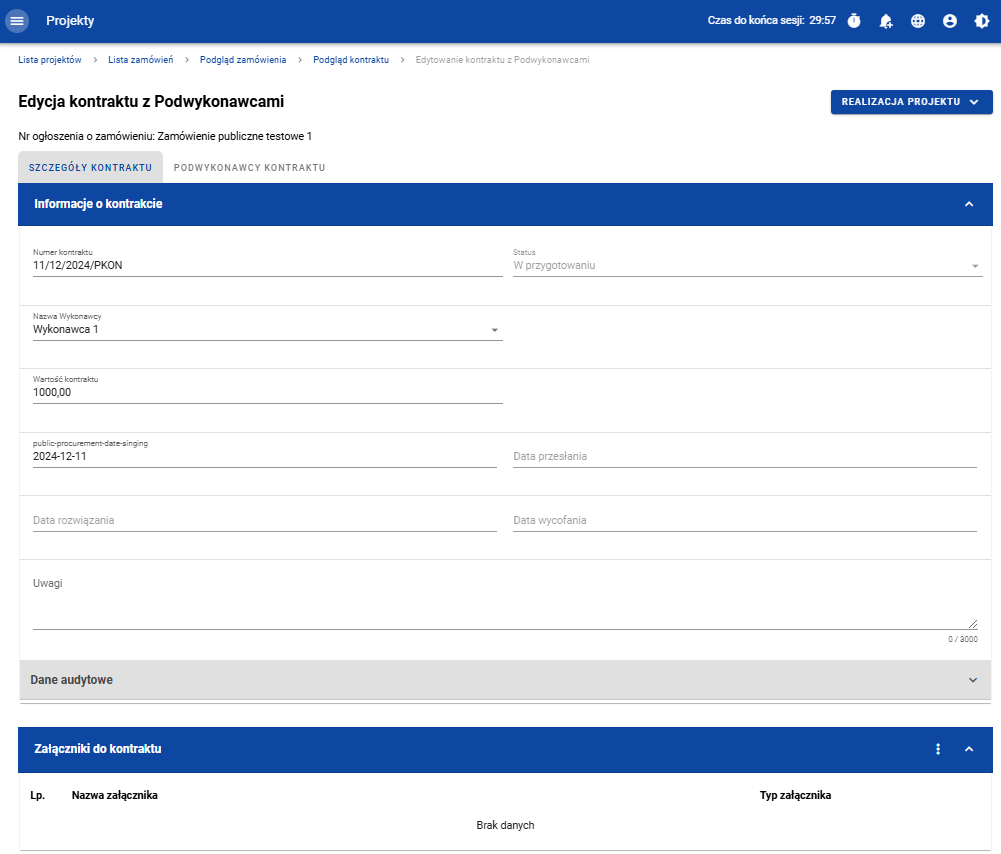 Projekty
Czas do końca sesji: 29:57
Lista projektów > Lista zamówień > Podgląd zamówienia > Podgląd kontraktu > Edytowanie kontraktu z Podwykonawcami
Edycja kontraktu z Podwykonawcami
REALIZACJA PROJEKTU
Nr ogłoszenia o zamówieniu: Zamówienie publiczne testowe 1
SZCZEGÓŁY KONTRAKTU
PODWYKONAWCY KONTRAKTU
Informacje o kontrakcie
Numer kontraktu
11/12/2024/PKON
Status
W przygotowaniu
Nazwa Wykonawcy
Wykonawca 1
Wartość kontraktu
1000,00
public-procurement-date-singing
2024-12-11
Data przesłania
Data rozwiązania
Data wycofania
Uwagi
0 / 3000
Dane audytowe
Załączniki do kontraktu
Lp. Nazwa załącznika Typ załącznika
Brak danych